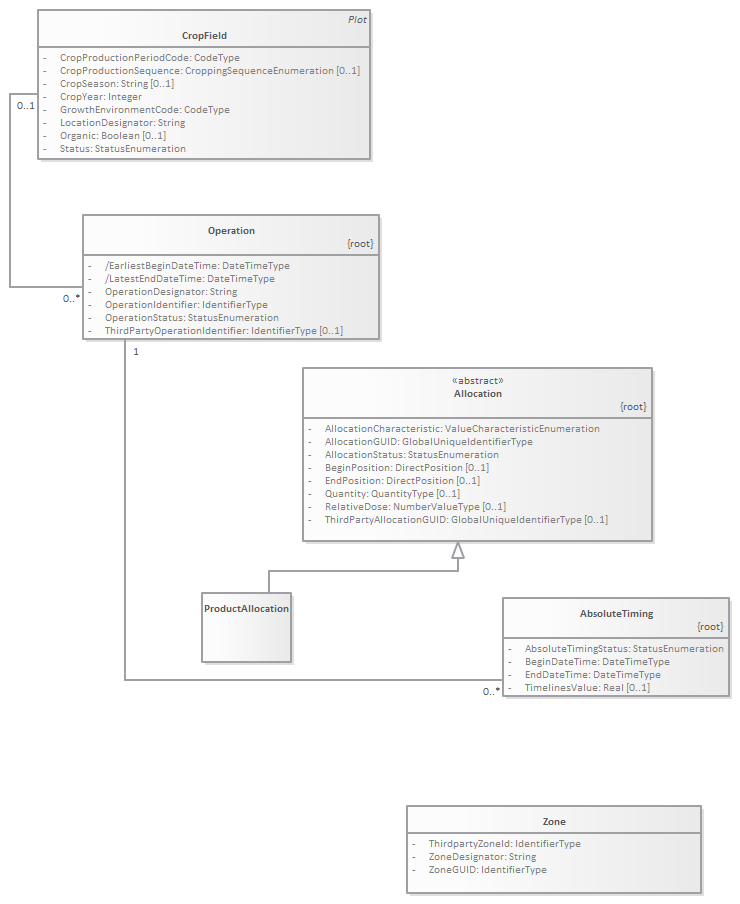 Plot
CropField
- CropProductionPeriodCode: CodeType
- CropProductionSequence: CroppingSequenceEnumeration [0..1]
- CropSeason: String [0..1]
- CropYear: Integer
- GrowthEnvironmentCode: CodeType
- LocationDesignator: String
- Organic: Boolean [0..1]
- Status: StatusEnumeration
0..1
Operation
{root}
- /EarliestBeginDateTime: DateTimeType
- /LatestEndDateTime: DateTimeType
- OperationDesignator: String
- OperationIdentifier: IdentifierType
- OperationStatus: StatusEnumeration
- ThirdPartyOperationIdentifier: IdentifierType [0..1]
0..*
1
«abstract»
Allocation
{root}
- AllocationCharacteristic: ValueCharacteristicEnumeration
- AllocationGUID: GlobalUniqueIdentifierType
- AllocationStatus: StatusEnumeration
- BeginPosition: DirectPosition [0..1]
- EndPosition: DirectPosition [0..1]
- Quantity: QuantityType [0..1]
- RelativeDose: NumberValueType [0..1]
- ThirdPartyAllocationGUID: GlobalUniqueIdentifierType [0..1]
ProductAllocation
AbsoluteTiming
{root}
- AbsoluteTimingStatus: StatusEnumeration
- BeginDateTime: DateTimeType
- EndDateTime: DateTimeType
- TimelinesValue: Real [0..1]
0..*
Zone
- ThirdpartyZoneId: IdentifierType
- ZoneDesignator: String
- ZoneGUID: IdentifierType